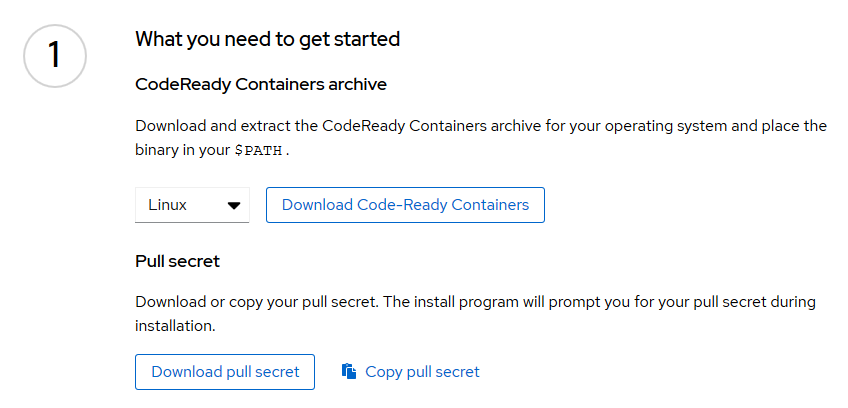 1
What you need to get started
CodeReady Containers archive
Download and extract the CodeReady Containers archive for your operating system and place the
binary in your $PATH .
Linux
Download Code-Ready Containers
Pull secret
Download or copy your pull secret. The install program will prompt you for your pull secret during
installation.
Download pull secret
Copy pull secret